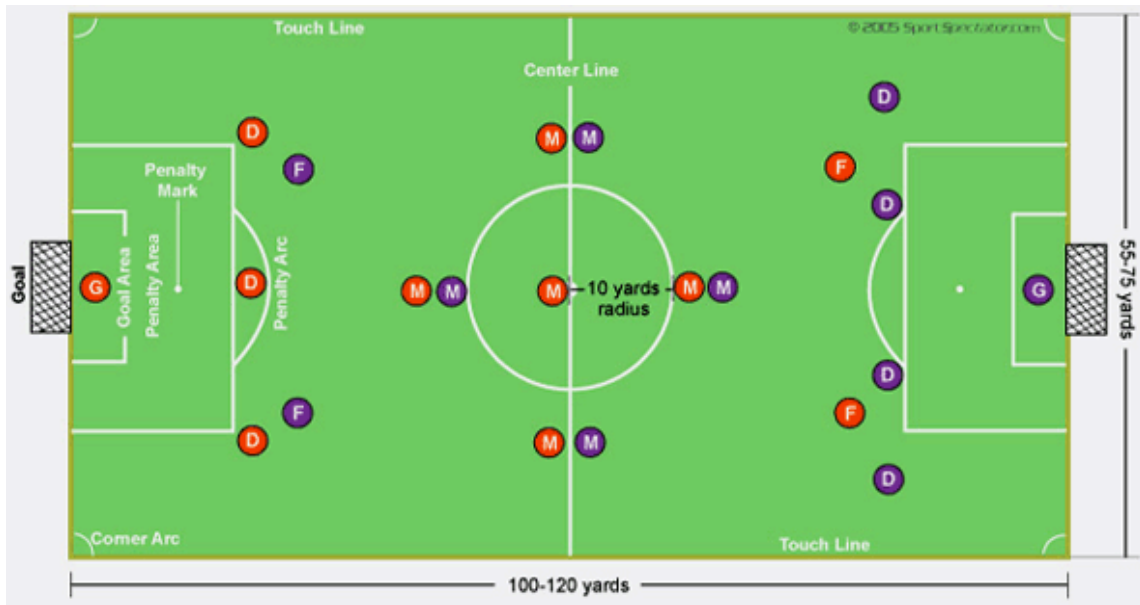 Touch Line
© 2005 SportSpectator.com
Center Line
D
D
M
M
F
F
Penalty
Mark
D
Goal
G
Goal Area
Penalty Area
D
Penalty Arc
M
M
M
10 yards
radius
M
M
G
55-75 yards
D
F
F
D
M
M
D
Corner Arc
Touch Line
100-120 yards